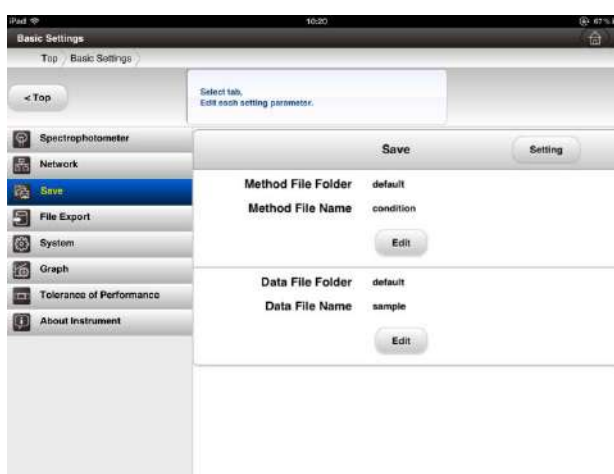 iPad 10:20 67%
Basic Settings
Top Basic Settings
< Top
Select tab,
Edit each setting parameter.
Spectrophotometer
Network
Save
File Export
System
Graph
Tolerance of Performance
About Instrument
Save Setting
Method File Folder default
Method File Name condition
Edit
Data File Folder default
Data File Name sample
Edit